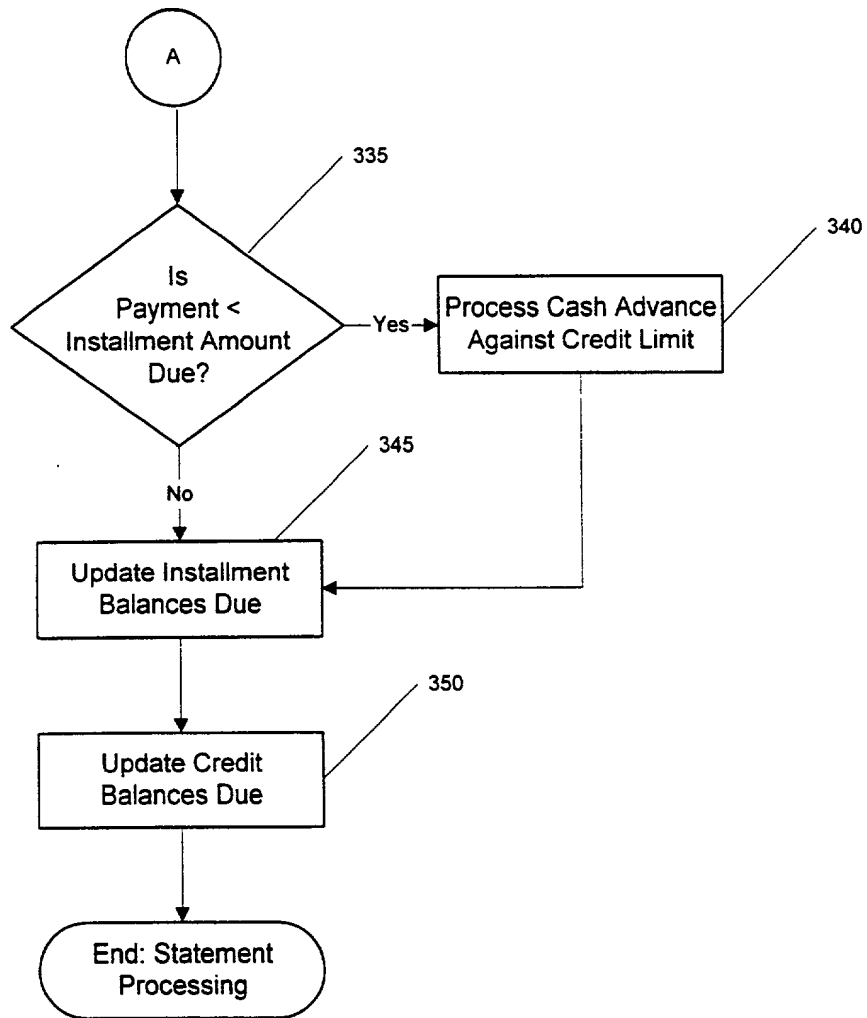 A
335
Is
Payment <
Installment Amount
Due?
Yes
340
Process Cash Advance
Against Credit Limit
No
345
Update Installment
Balances Due
350
Update Credit
Balances Due
End: Statement
Processing